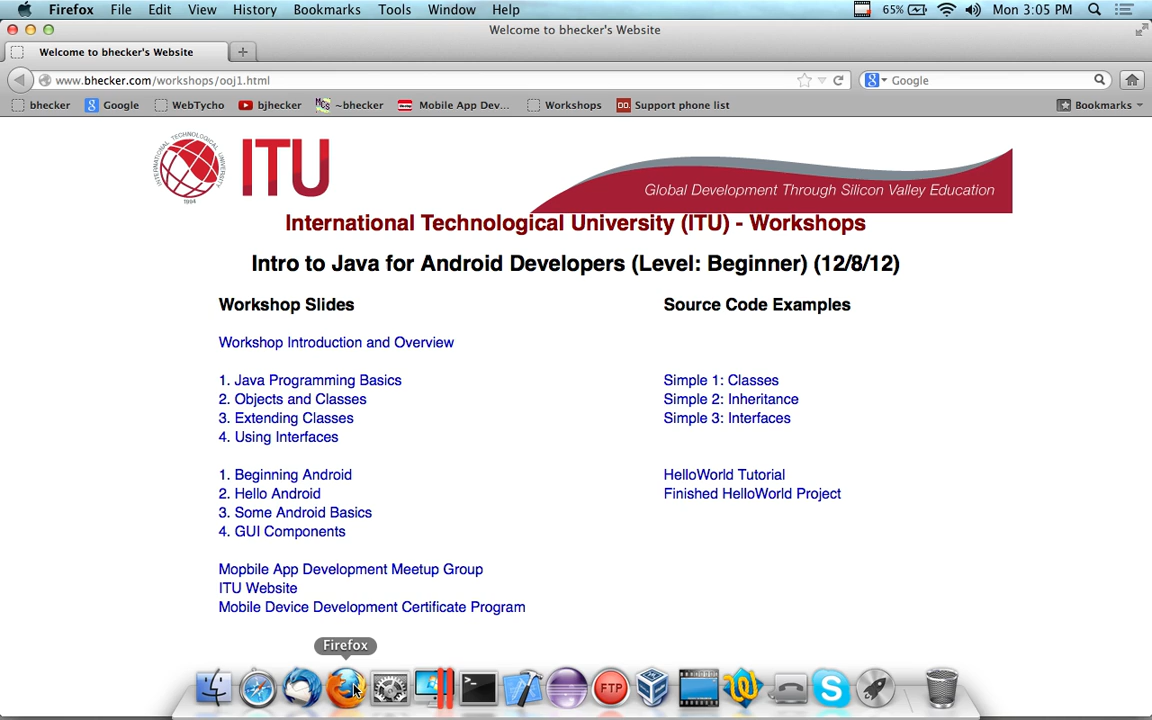 Firefox File Edit View History Bookmarks Tools Window Help 65% Mon 3:05 PM
Welcome to bhecker's Website
Welcome to bhecker's Website
www.bhecker.com/workshops/ooj1.html Google
bhecker Google WebTycho bjhecker ~bhecker Mobile App Dev... Workshops Support phone list Bookmarks
INTERNATIONAL TECHNOLOGICAL UNIVERSITY 1994 ITU
Global Development Through Silicon Valley Education
International Technological University (ITU) - Workshops
Intro to Java for Android Developers (Level: Beginner) (12/8/12)
Workshop Slides Source Code Examples
Workshop Introduction and Overview
1. Java Programming Basics Simple 1: Classes
2. Objects and Classes Simple 2: Inheritance
3. Extending Classes Simple 3: Interfaces
4. Using Interfaces
1. Beginning Android HelloWorld Tutorial
2. Hello Android Finished HelloWorld Project
3. Some Android Basics
4. GUI Components
Mopbile App Development Meetup Group
ITU Website
Mobile Device Development Certificate Program
Firefox
FTP